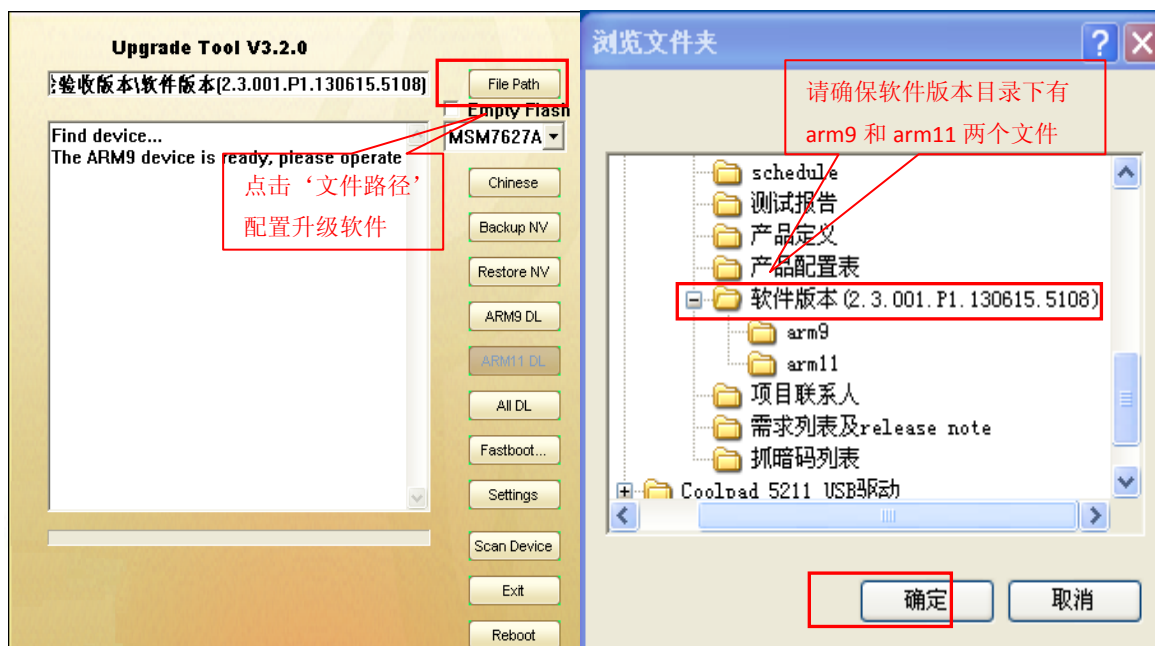 Upgrade Tool V3.2.0
验收版本\软件版本(2.3.001.P1.130615.5108)
File Path
Empty Flash
MSM7627A
Find device...
The ARM9 device is ready, please operate
点击‘文件路径’
配置升级软件
Chinese
Backup NV
Restore NV
ARM9 DL
ARM11 DL
All DL
Fastboot...
Settings
Scan Device
Exit
Reboot
浏览文件夹
请确保软件版本目录下有
arm9 和 arm11 两个文件
schedule
测试报告
产品定义
产品配置表
软件版本(2.3.001.P1.130615.5108)
arm9
arm11
项目联系人
需求列表及release note
抓暗码列表
Coolpad 5211 USB驱动
确定
取消